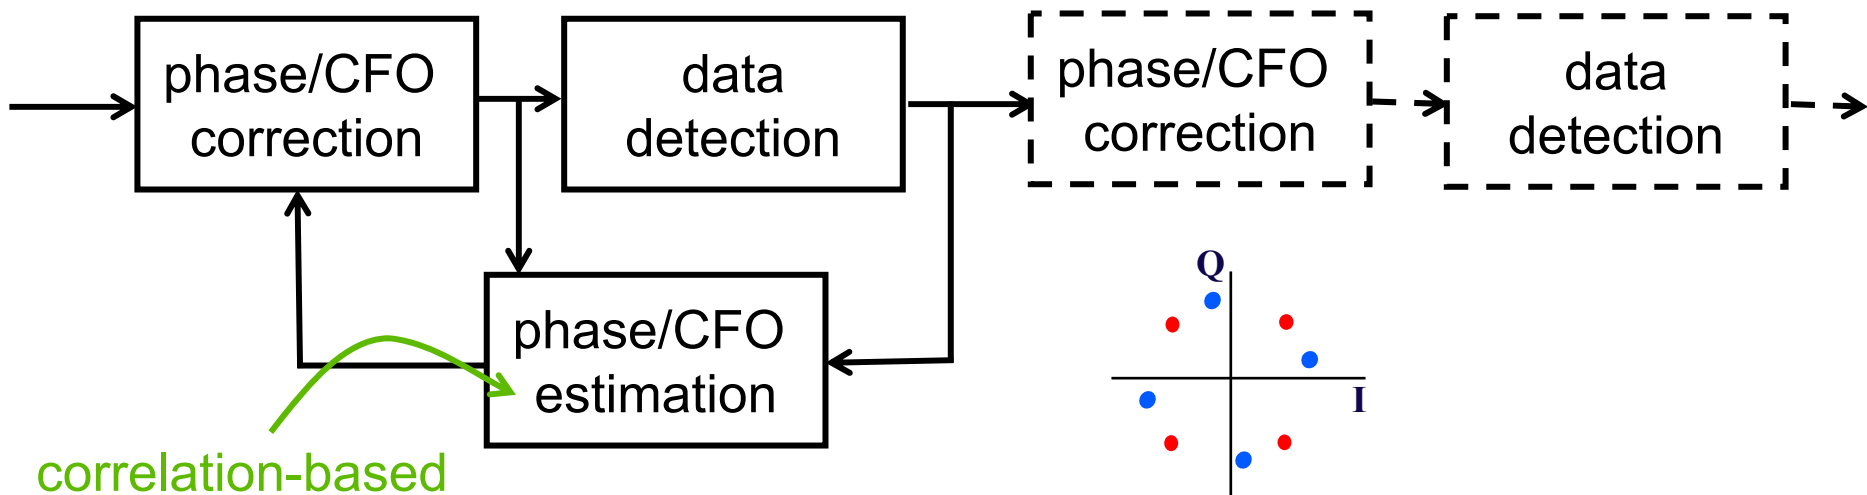 phase/CFO
correction
data
detection
phase/CFO
correction
data
detection
phase/CFO
estimation
correlation-based
Q
I